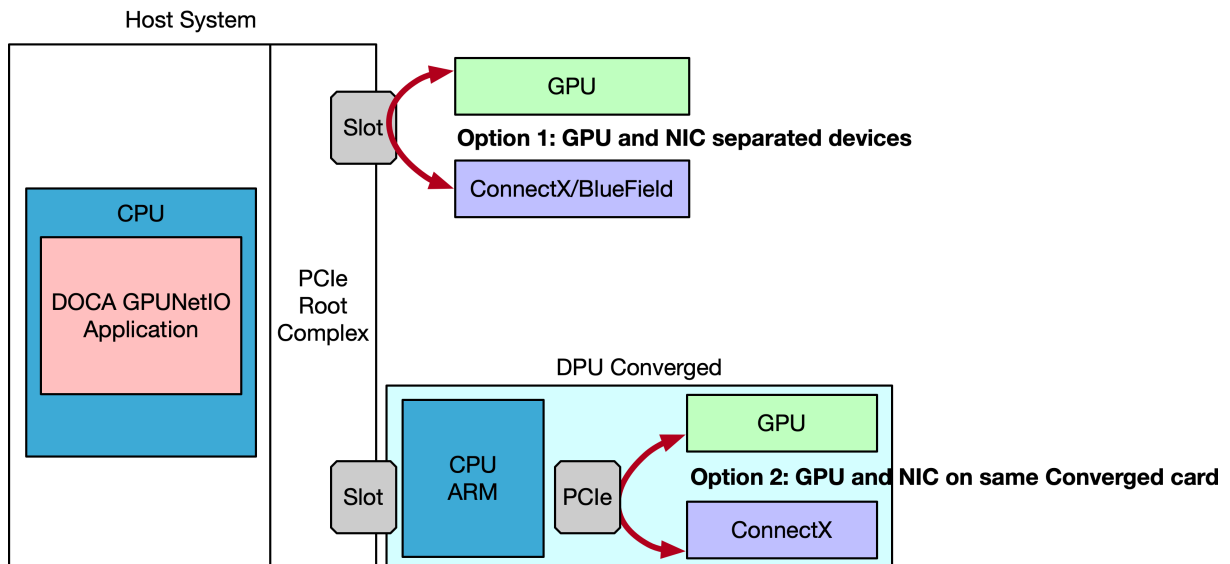 Host System
CPU
DOCA GPUNetIO
Application
PCIe
Root
Complex
Slot
GPU
Option 1: GPU and NIC separated devices
ConnectX/BlueField
DPU Converged
Slot
CPU
ARM
PCIe
GPU
Option 2: GPU and NIC on same Converged card
ConnectX